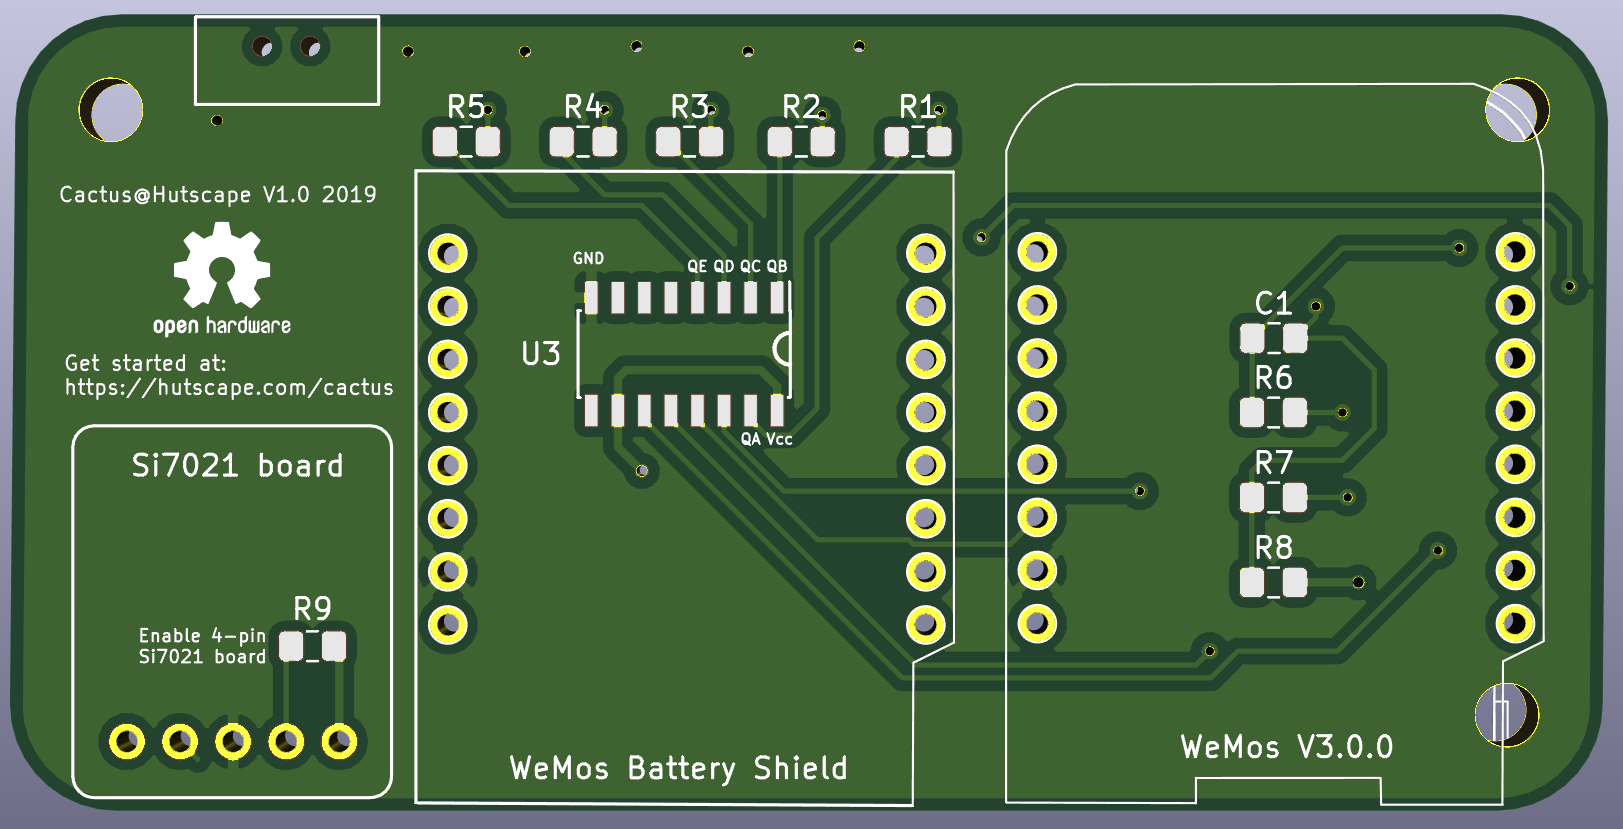 R5 R4 R3 R2 R1
Cactus@Hutscape V1.0 2019
open hardware
Get started at:
https://hutscape.com/cactus
GND
QE QD QC QB
U3
QA Vcc
C1
R6
R7
R8
Si7021 board
R9
Enable 4-pin
Si7021 board
WeMos Battery Shield
WeMos V3.0.0